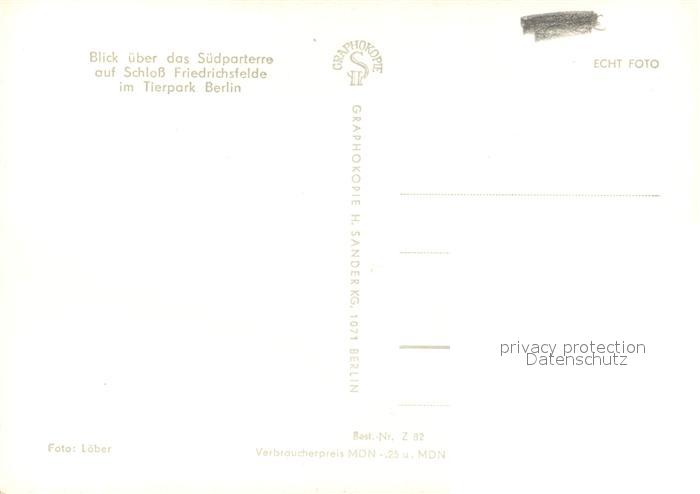 Blick über das Südparterre
auf Schloß Friedrichsfelde
im Tierpark Berlin
GRAPHOKOPIE
H S
ECHT FOTO
GRAPHOKOPIE H. SANDER KG, 1071 BERLIN
privacy protection
Datenschutz
Best.-Nr. Z 82
Foto: Löber
Verbraucherpreis MDN -.25 u. MDN